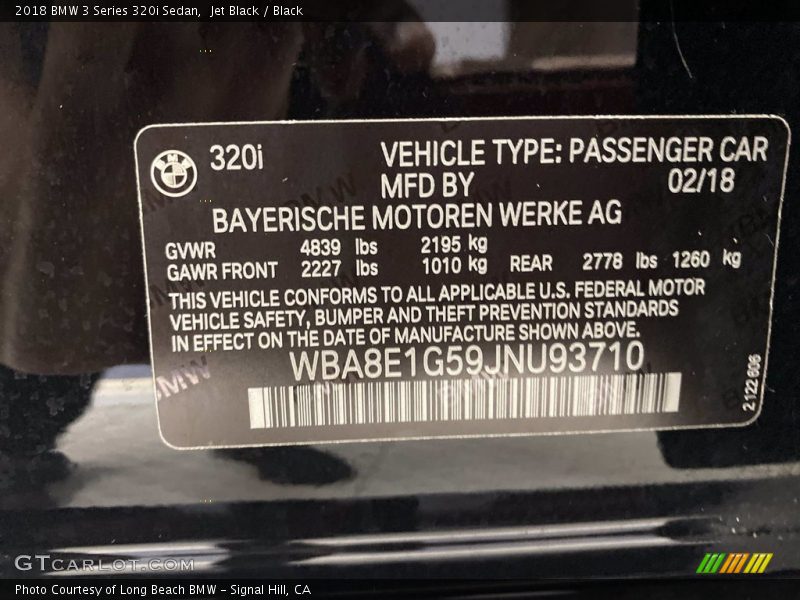 2018 BMW 3 Series 320i Sedan, Jet Black / Black
BMW
320i
VEHICLE TYPE: PASSENGER CAR
MFD BY 02/18
BAYERISCHE MOTOREN WERKE AG
GVWR 4839 lbs 2195 kg
GAWR FRONT 2227 lbs 1010 kg REAR 2778 lbs 1260 kg
THIS VEHICLE CONFORMS TO ALL APPLICABLE U.S. FEDERAL MOTOR
VEHICLE SAFETY, BUMPER AND THEFT PREVENTION STANDARDS
IN EFFECT ON THE DATE OF MANUFACTURE SHOWN ABOVE.
WBA8E1G59JNU93710
BMW
2122606
GTCARLOT.COM
Photo Courtesy of Long Beach BMW - Signal Hill, CA